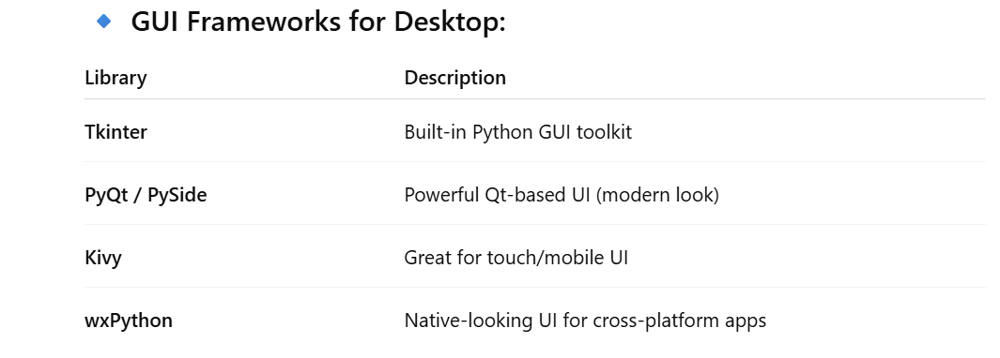 GUI Frameworks for Desktop:
Library Description
Tkinter Built-in Python GUI toolkit
PyQt / PySide Powerful Qt-based UI (modern look)
Kivy Great for touch/mobile UI
wxPython Native-looking UI for cross-platform apps